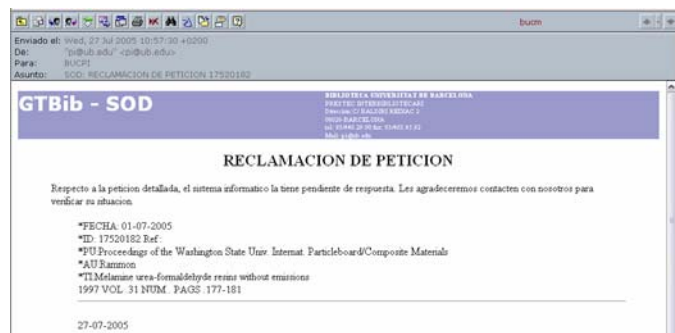 bucm
Enviado el: Wed, 27 Jul 2005 10:57:30 +0200
De: "pi@ub.edu" <pi@ub.edu>
Para: BUCPI
Asunto: SOD: RECLAMACION DE PETICION 17520182
GTBib - SOD
BIBLIOTECA UNIVERSITAT DE BARCELONA
PRESTEC INTERBIBLIOTECARI
08028-BARCELONA
RECLAMACION DE PETICION
Respecto a la peticion detallada, el sistema informatico la tiene pendiente de respuesta. Les agradeceremos contacten con nosotros para
verificar su situacion.
*FECHA: 01-07-2005
*ID: 17520182 Ref:
*PU:Proceedings of the Washington State Univ. Internat. Particleboard/Composite Materials
*AU:Rammon
*TI:Melamine urea-formaldehyde resins without emissions
1997 VOL .31 NUM . PAGS .177-181
27-07-2005